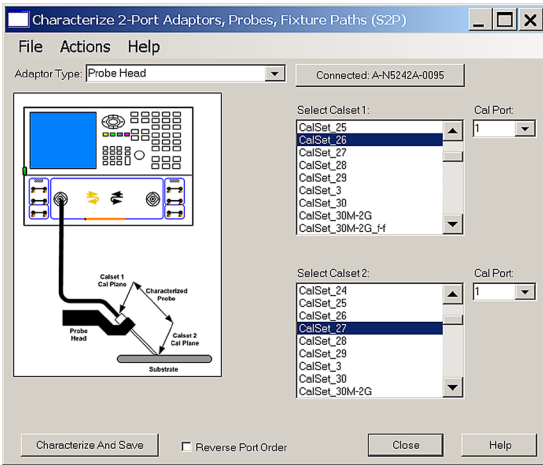 Characterize 2-Port Adaptors, Probes, Fixture Paths (S2P)
File Actions Help
Adaptor Type: Probe Head
Connected: A-N5242A-0095
Select Calset 1:
Cal Port:
CalSet_25
1
CalSet_26
CalSet_27
CalSet_28
CalSet_29
CalSet_3
CalSet_30
CalSet_30M-2G
CalSet_30M-2G_f-f
Calset 1
Cal Plane
Characterized
Probe
Probe
Head
Calset 2
Cal Plane
Substrate
Select Calset 2:
Cal Port:
CalSet_24
1
CalSet_25
CalSet_26
CalSet_27
CalSet_28
CalSet_29
CalSet_3
CalSet_30
CalSet_30M-2G
Characterize And Save
Reverse Port Order
Close
Help